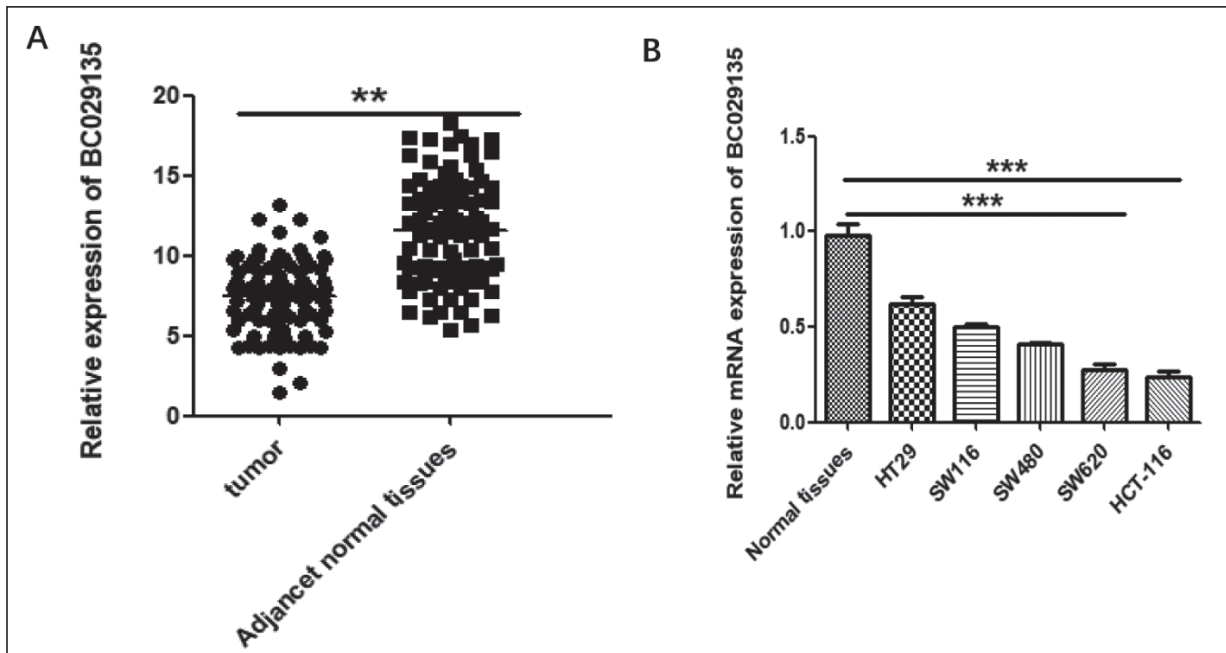 A
Relative expression of BC029135
**
20
15
10
5
0
tumor
Adjancet normal tissues
B
Relative mRNA expression of BC029135
***
***
1.5
1.0
0.5
0.0
Normal tissues
HT29
SW116
SW480
SW620
HCT-116